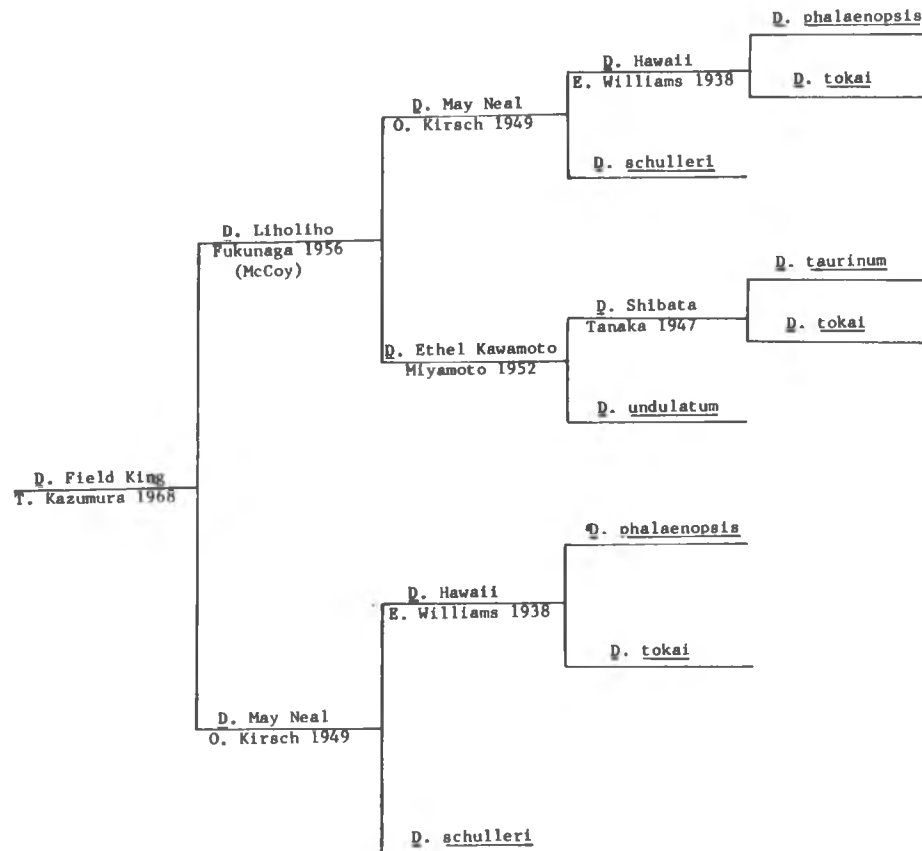 D. phalaenopsis
D. Hawaii
E. Williams 1938
D. tokai
D. May Neal
O. Kirsch 1949
D. schulleri
D. Liholiho
Fukunaga 1956
(McCoy)
D. taurinum
D. Shibata
Tanaka 1947
D. tokai
D. Ethel Kawamoto
Miyamoto 1952
D. undulatum
D. Field King
T. Kazumura 1968
D. phalaenopsis
D. Hawaii
E. Williams 1938
D. tokai
D. May Neal
O. Kirsch 1949
D. schulleri